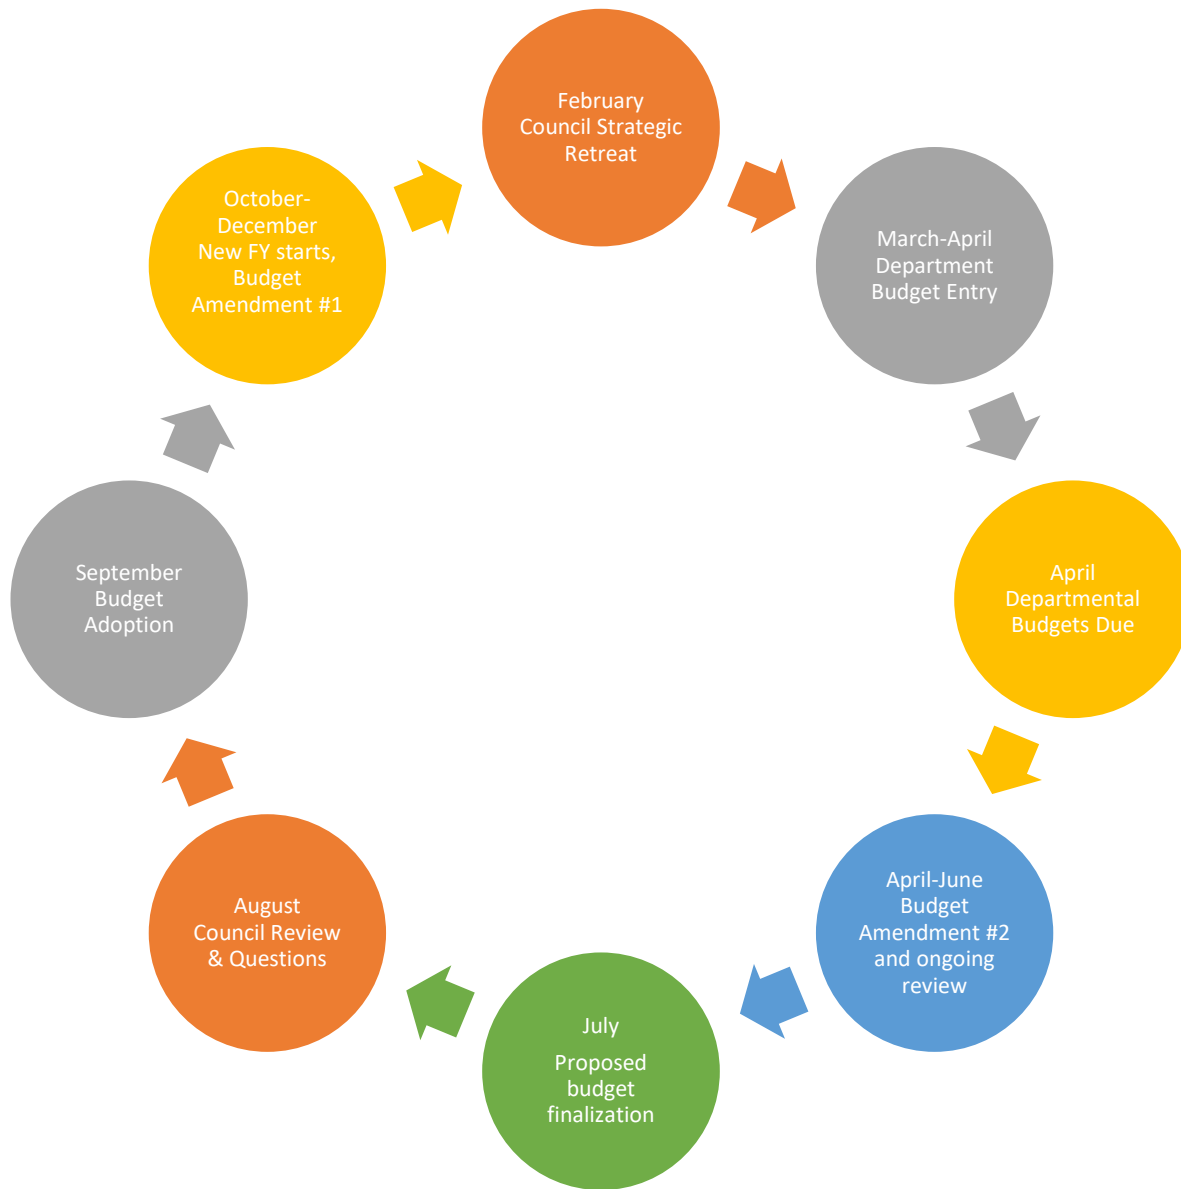 February
Council Strategic
Retreat
March-April
Department
Budget Entry
April
Departmental
Budgets Due
April-June
Budget
Amendment #2
and ongoing
review
July
Proposed
budget
finalization
August
Council Review
& Questions
September
Budget
Adoption
October-
December
New FY starts,
Budget
Amendment #1